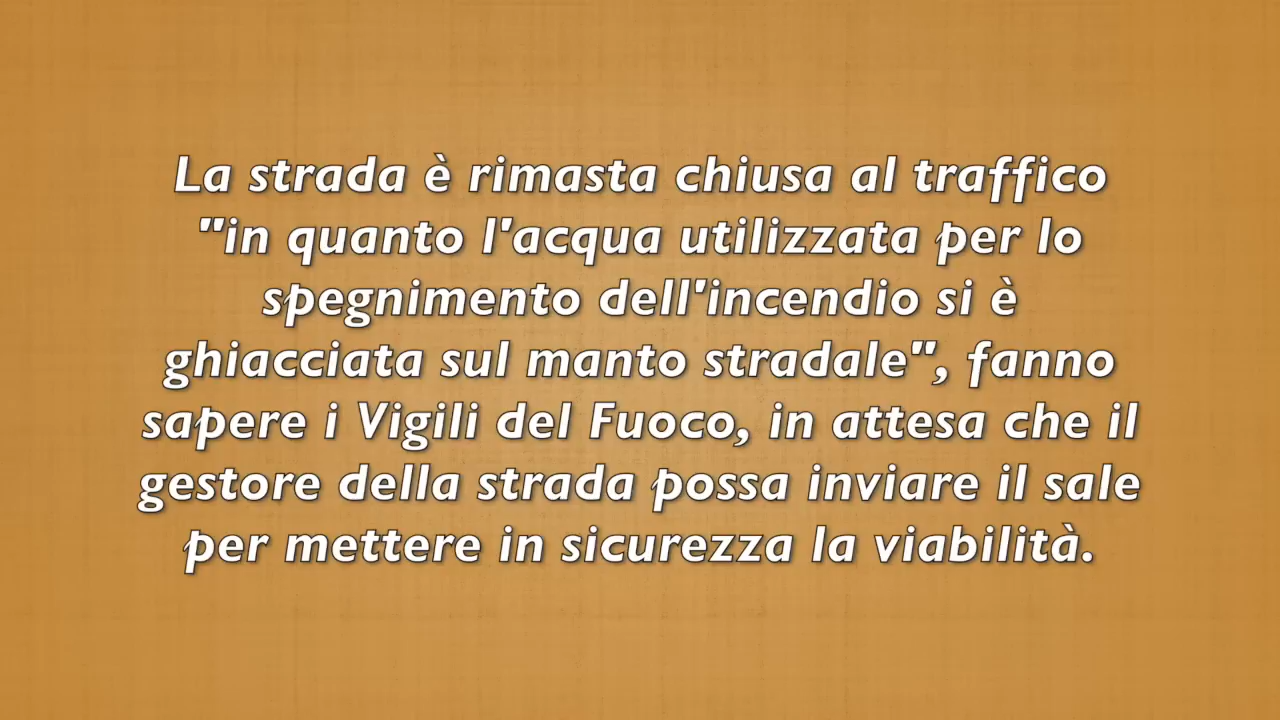 La strada è rimasta chiusa al traffico
"in quanto l'acqua utilizzata per lo
spegnimento dell'incendio si è
ghiacciata sul manto stradale", fanno
sapere i Vigili del Fuoco, in attesa che il
gestore della strada possa inviare il sale
per mettere in sicurezza la viabilità.